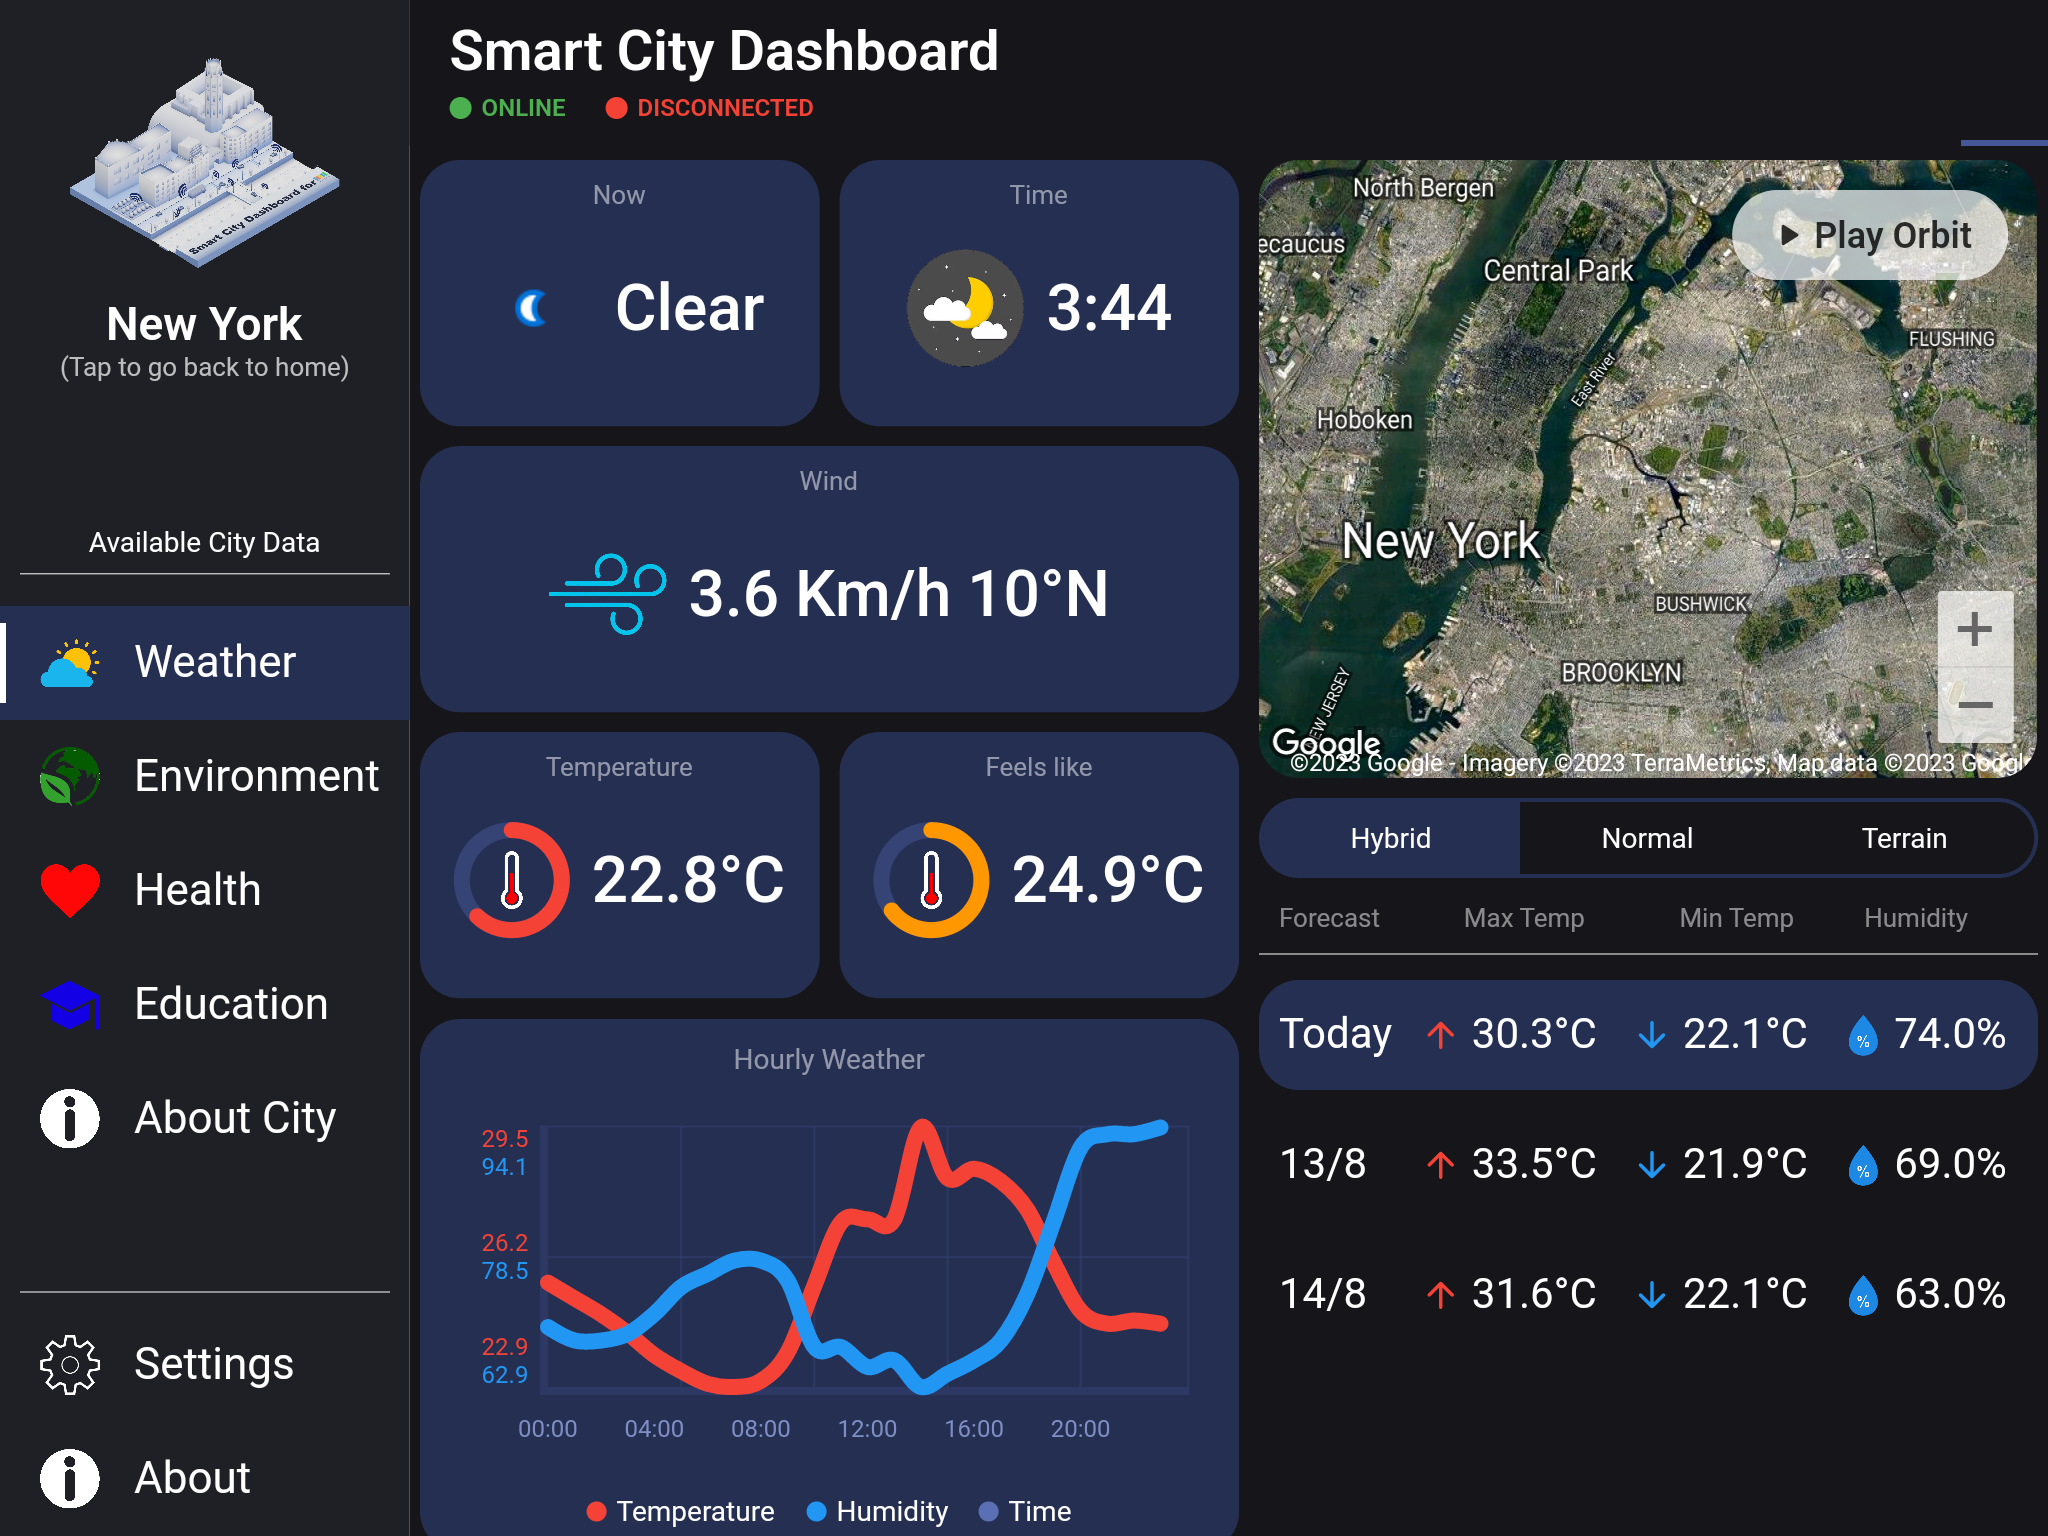 Smart City Dashboard
ONLINE DISCONNECTED
Smart City Dashboard for
New York
(Tap to go back to home)
Available City Data
Weather
Environment
Health
Education
About City
Settings
About
Now
Clear
Time
3:44
Wind
3.6 Km/h 10°N
Temperature
22.8°C
Feels like
24.9°C
Hourly Weather
29.5
94.1
26.2
78.5
22.9
62.9
00:00 04:00 08:00 12:00 16:00 20:00
Temperature Humidity Time
North Bergen
Play Orbit
ecaucus
Central Park
FLUSHING
East River
Hoboken
New York
BUSHWICK
BROOKLYN
EW JERSEY
+
−
Google
©2023 Google - Imagery ©2023 TerraMetrics, Map data ©2023 Googl
Hybrid Normal Terrain
Forecast Max Temp Min Temp Humidity
Today 30.3°C 22.1°C % 74.0%
13/8 33.5°C 21.9°C % 69.0%
14/8 31.6°C 22.1°C % 63.0%